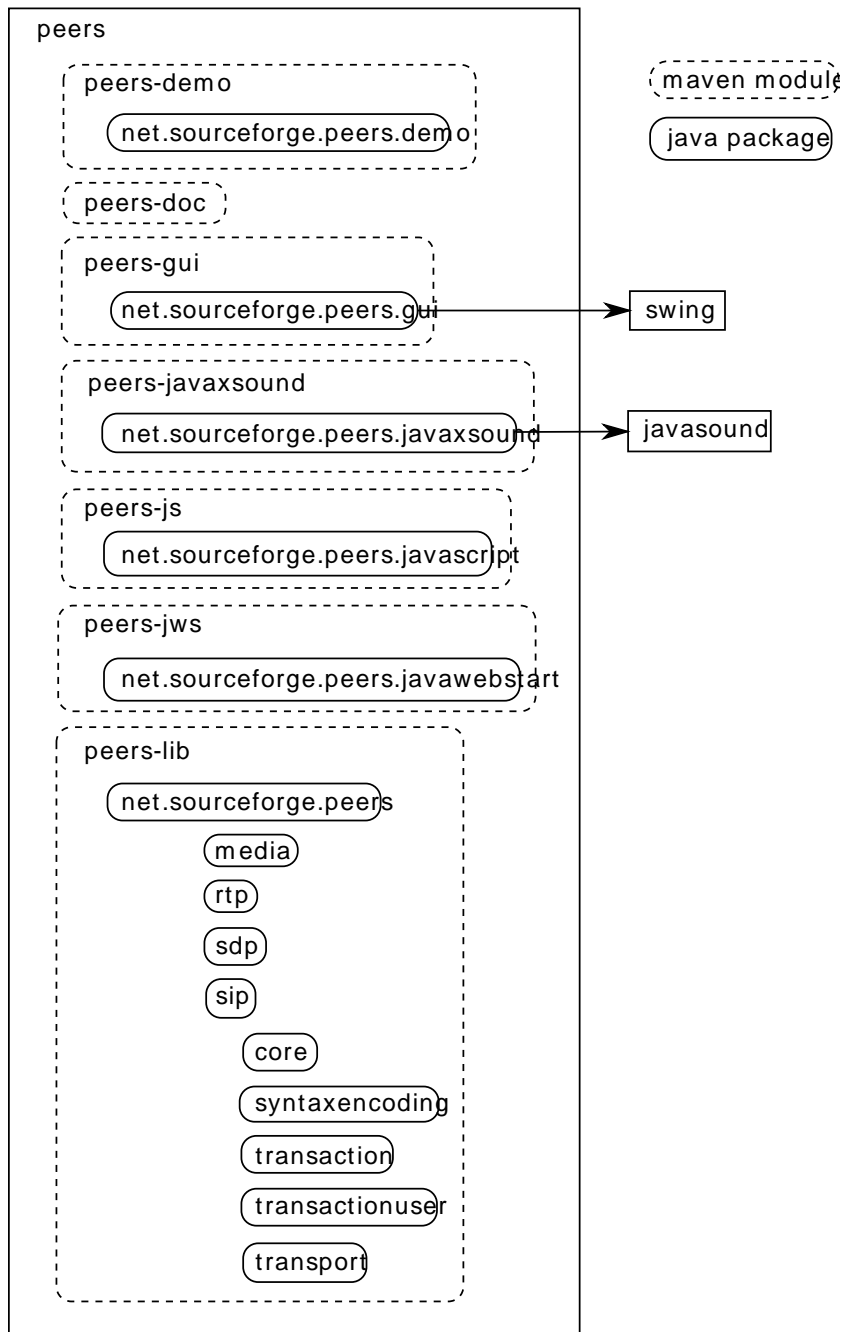 peers
peers-demo
net.sourceforge.peers.demo
peers-doc
peers-gui
net.sourceforge.peers.gui
peers-javaxsound
net.sourceforge.peers.javaxsound
peers-js
net.sourceforge.peers.javascript
peers-jws
net.sourceforge.peers.javawebstart
peers-lib
net.sourceforge.peers
media
rtp
sdp
sip
core
syntaxencoding
transaction
transactionuser
transport
maven module
java package
swing
javasound